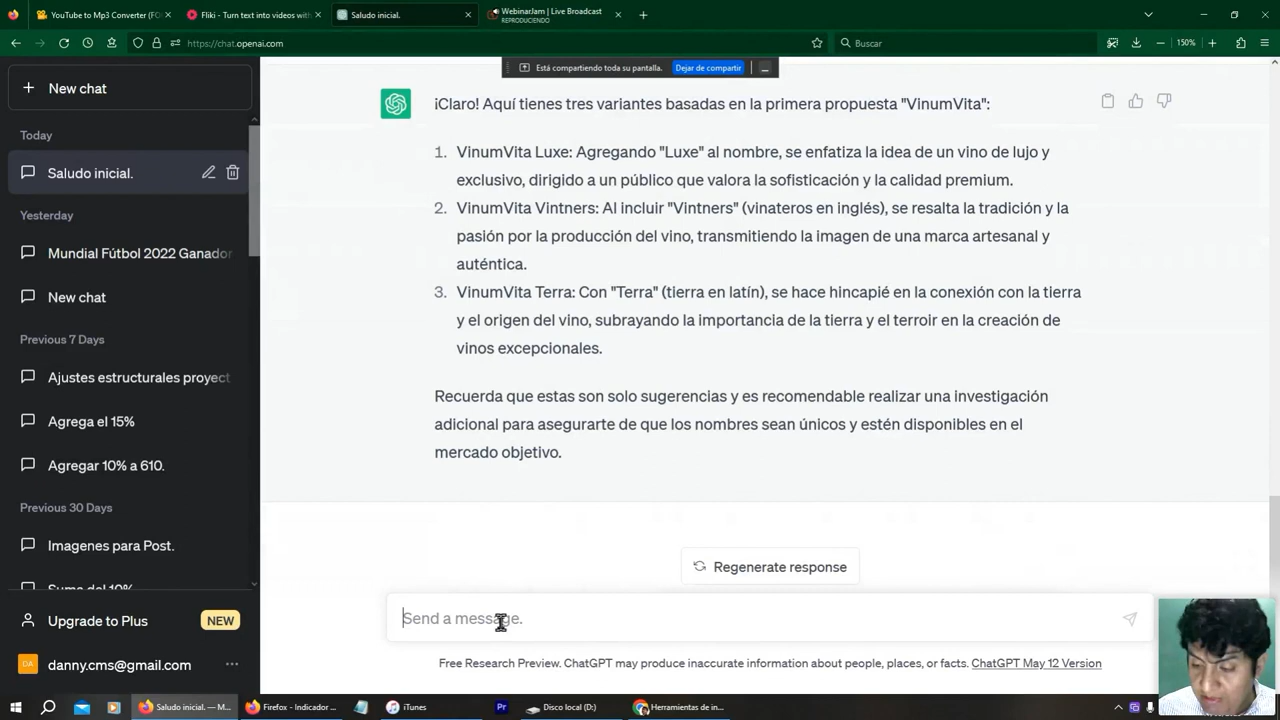 YouTube to Mp3 Converter (FO
Fliki - Turn text into videos with
Saludo inicial.
WebinarJam | Live Broadcast
REPRODUCIENDO
https://chat.openai.com
Buscar
150%
Está compartiendo toda su pantalla.
Dejar de compartir
New chat
Today
Saludo inicial.
Yesterday
Mundial Fútbol 2022 Ganador
New chat
Previous 7 Days
Ajustes estructurales proyect
Agrega el 15%
Agregar 10% a 610.
Previous 30 Days
Imagenes para Post.
Suma del 10%
Upgrade to Plus
NEW
DA
danny.cms@gmail.com
¡Claro! Aquí tienes tres variantes basadas en la primera propuesta "VinumVita":
1. VinumVita Luxe: Agregando "Luxe" al nombre, se enfatiza la idea de un vino de lujo y
exclusivo, dirigido a un público que valora la sofisticación y la calidad premium.
2. VinumVita Vintners: Al incluir "Vintners" (vinateros en inglés), se resalta la tradición y la
pasión por la producción del vino, transmitiendo la imagen de una marca artesanal y
auténtica.
3. VinumVita Terra: Con "Terra" (tierra en latín), se hace hincapié en la conexión con la tierra
y el origen del vino, subrayando la importancia de la tierra y el terroir en la creación de
vinos excepcionales.
Recuerda que estas son solo sugerencias y es recomendable realizar una investigación
adicional para asegurarte de que los nombres sean únicos y estén disponibles en el
mercado objetivo.
Regenerate response
Send a message.
Free Research Preview. ChatGPT may produce inaccurate information about people, places, or facts. ChatGPT May 12 Version
Saludo inicial. — M...
Firefox - Indicador ...
iTunes
Pr
Disco local (D:)
Herramientas de in...